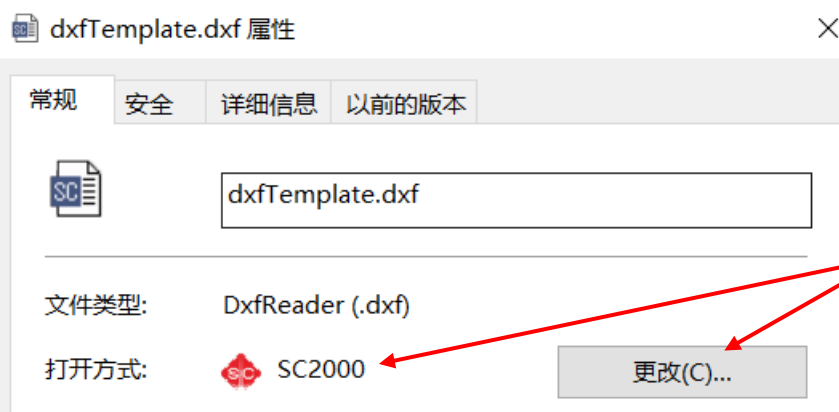 dxfTemplate.dxf 属性
常规 安全 详细信息 以前的版本
SC
dxfTemplate.dxf
文件类型: DxfReader (.dxf)
打开方式: SC2000 更改(C)...